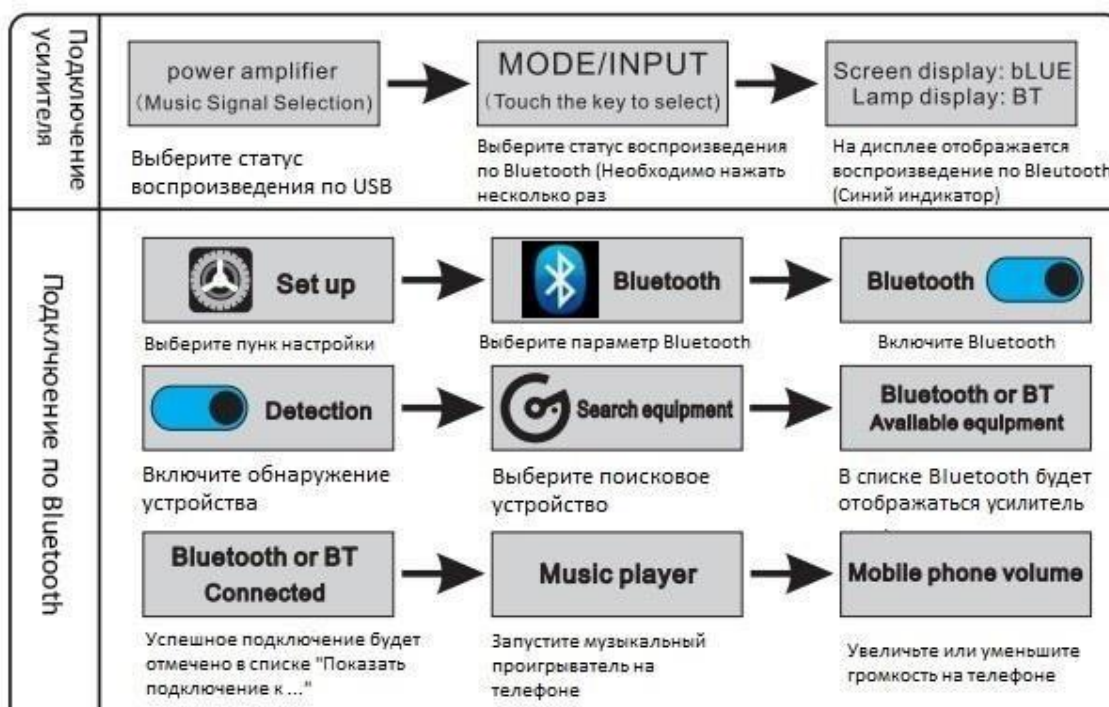 Подключение
усилителя
power amplifier
(Music Signal Selection)
MODE/INPUT
(Touch the key to select)
Screen display: bLUE
Lamp display: BT
Выберите статус
воспроизведения по USB
Выберите статус воспроизведения
по Bluetooth (Необходимо нажать
несколько раз
На дисплее отображается
воспроизведение по Bleutooth
(Синий индикатор)
Подклчюение по Bluetooth
Set up
Bluetooth
Bluetooth
Выберите пунк настройки
Выберите параметр Bluetooth
Включите Bluetooth
Detection
Search equipment
Bluetooth or BT
Available equipment
Включите обнаружение
устройства
Выберите поисковое
устройство
В списке Bluetooth будет
отображаться усилитель
Bluetooth or BT
Connected
Music player
Mobile phone volume
Успешное подключение будет
отмечено в списке "Показать
подключение к ..."
Запустите музыкальный
проигрыватель на
телефоне
Увеличьте или уменьшите
громкость на телефоне